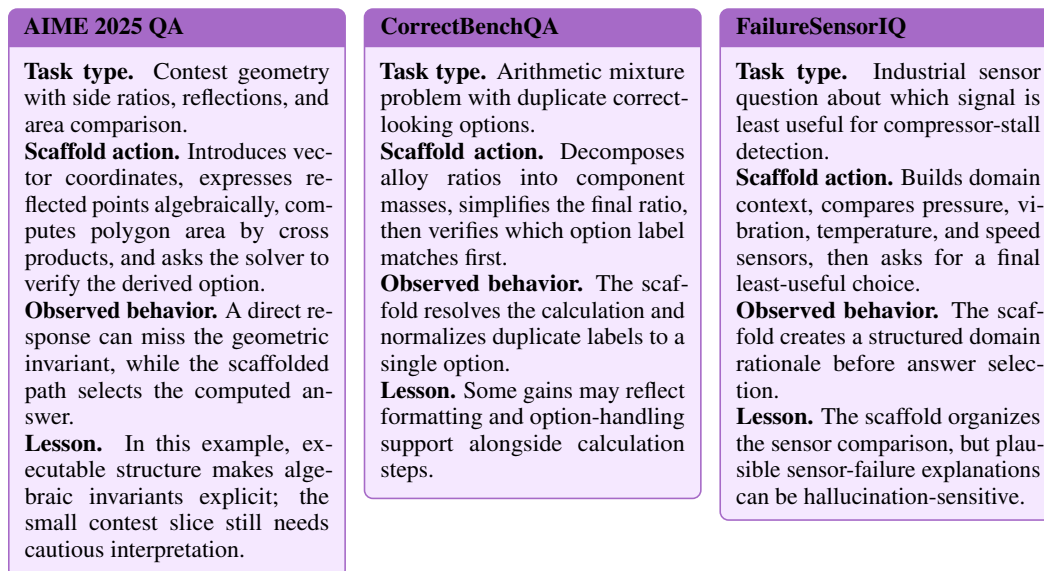 AIME 2025 QA
Task type. Contest geometry
with side ratios, reflections, and
area comparison.
Scaffold action. Introduces vec-
tor coordinates, expresses re-
flected points algebraically, com-
putes polygon area by cross
products, and asks the solver to
verify the derived option.
Observed behavior. A direct re-
sponse can miss the geometric
invariant, while the scaffolded
path selects the computed an-
swer.
Lesson. In this example, ex-
ecutable structure makes alge-
braic invariants explicit; the
small contest slice still needs
cautious interpretation.
CorrectBenchQA
Task type. Arithmetic mixture
problem with duplicate correct-
looking options.
Scaffold action. Decomposes
alloy ratios into component
masses, simplifies the final ratio,
then verifies which option label
matches first.
Observed behavior. The scaf-
fold resolves the calculation and
normalizes duplicate labels to a
single option.
Lesson. Some gains may reflect
formatting and option-handling
support alongside calculation
steps.
FailureSensorIQ
Task type. Industrial sensor
question about which signal is
least useful for compressor-stall
detection.
Scaffold action. Builds domain
context, compares pressure, vi-
bration, temperature, and speed
sensors, then asks for a final
least-useful choice.
Observed behavior. The scaf-
fold creates a structured domain
rationale before answer selec-
tion.
Lesson. The scaffold organizes
the sensor comparison, but plau-
sible sensor-failure explanations
can be hallucination-sensitive.